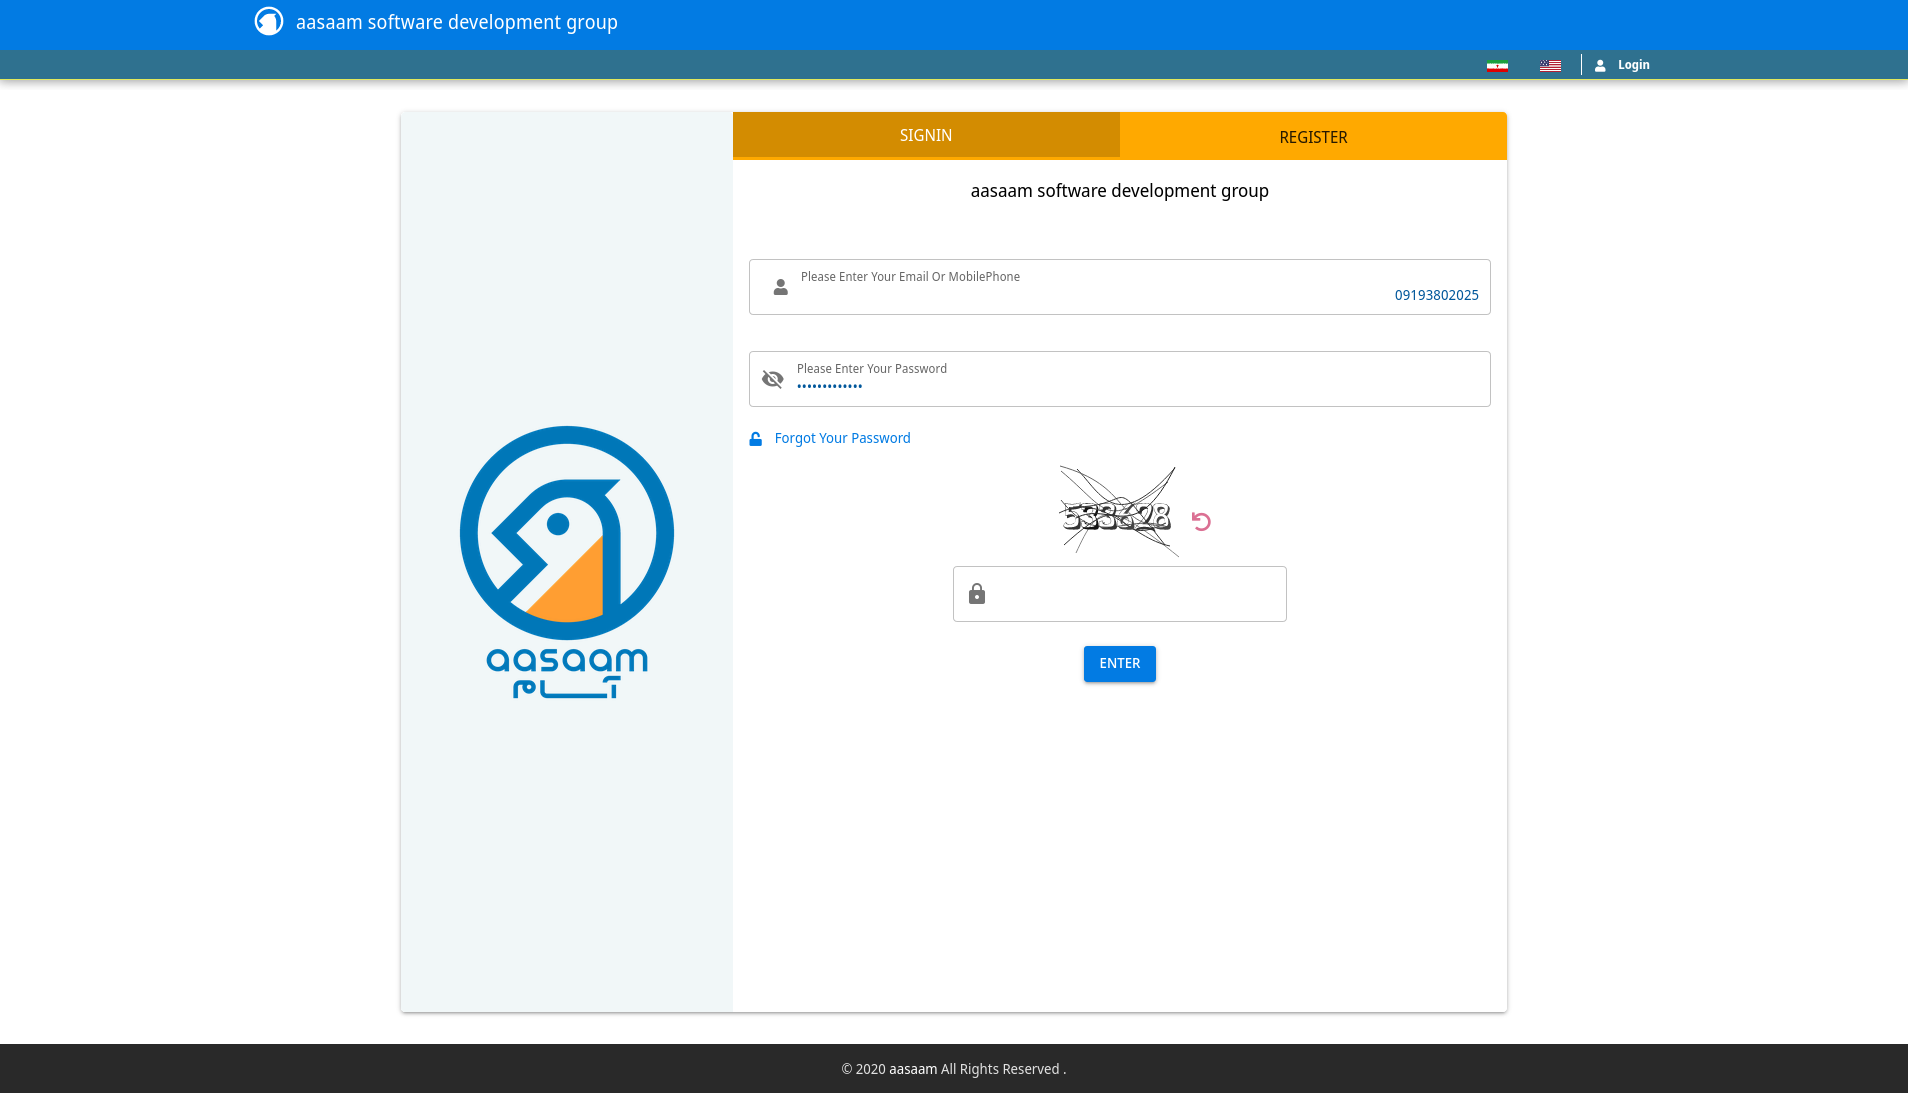 aasaam software development group
Login
SIGNIN
REGISTER
aasaam software development group
Please Enter Your Email Or MobilePhone
09193802025
Please Enter Your Password
•••••••••••••
Forgot Your Password
ENTER
aasaam
آسام
© 2020 aasaam All Rights Reserved .